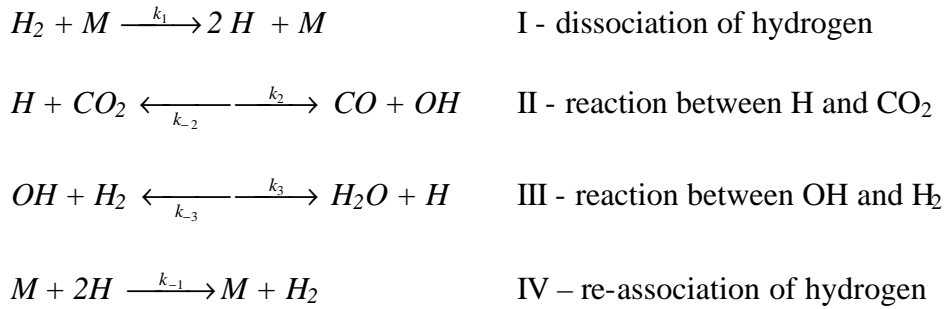 H₂ + M —k₁→ 2 H + M I - dissociation of hydrogen
H + CO₂ ←k₋₂— —k₂→ CO + OH II - reaction between H and CO₂
OH + H₂ ←k₋₃— —k₃→ H₂O + H III - reaction between OH and H₂
M + 2H —k₋₁→ M + H₂ IV – re-association of hydrogen